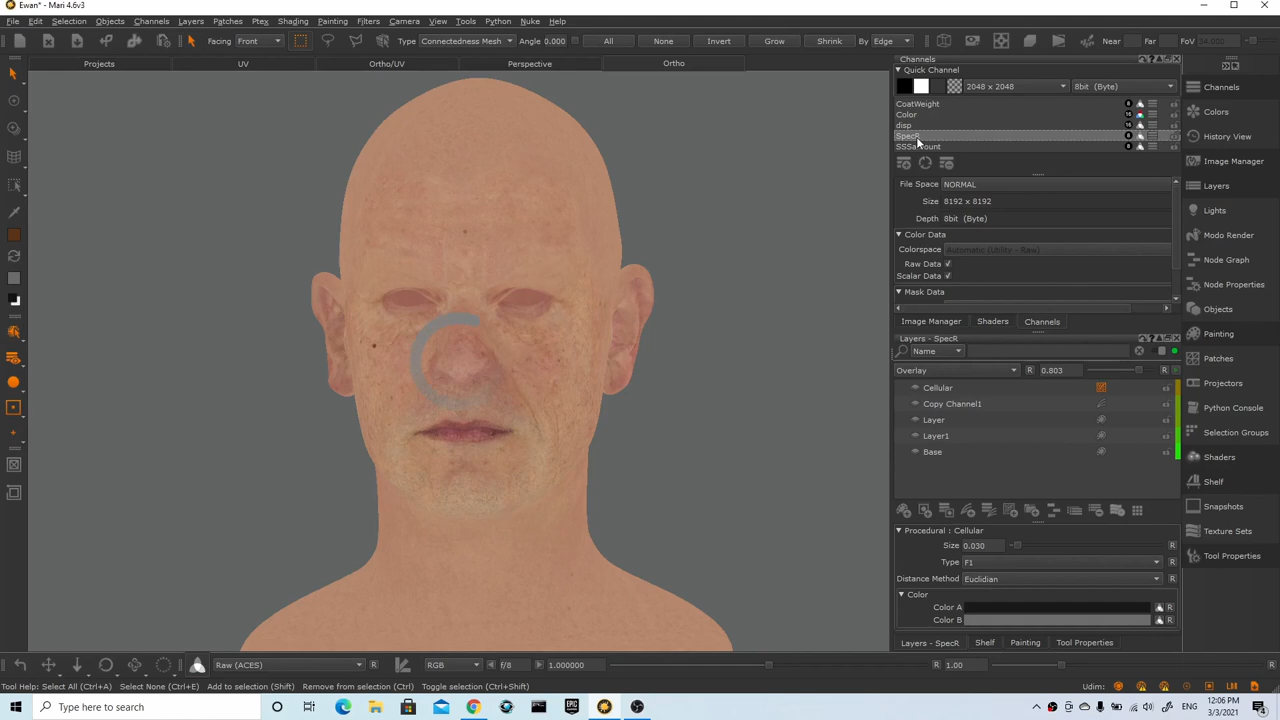 Ewan* - Mari 4.6v3
File Edit Selection Objects Channels Layers Patches Ptex Shading Painting Filters Camera View Tools Python Nuke Help
Facing Front Type Connectedness Mesh Angle 0.000 All None Invert Grow Shrink By Edge Near Far FoV 24.000
Projects UV Ortho/UV Perspective Ortho
Channels
Quick Channel
2048 x 2048 8bit (Byte)
CoatWeight
Color
disp
SpecR
File Space NORMAL
Size 8192 x 8192
Depth 8bit (Byte)
Color Data
Colorspace Automatic (Utility - Raw)
Raw Data
Scalar Data
Mask Data
Image Manager Shaders Channels
Layers - SpecR
Name
Overlay R 0.803 R
Cellular
Copy Channel1
Layer
Layer1
Base
Procedural : Cellular
Size 0.030 R
Type F1
Distance Method Euclidian
Color
Color A R
Color B R
Layers - SpecR Shelf Painting Tool Properties
Channels
Colors
History View
Image Manager
Layers
Lights
Modo Render
Node Graph
Node Properties
Objects
Painting
Patches
Projectors
Python Console
Selection Groups
Shaders
Shelf
Snapshots
Texture Sets
Tool Properties
Raw (ACES) R RGB f/8 1.000000 R 1.00 R
Tool Help: Select All (Ctrl+A) Select None (Ctrl+E) Add to selection (Shift) Remove from selection (Ctrl) Toggle selection (Ctrl+Shift) Udim: LM
Type here to search
ENG
12:06 PM
3/3/2021
4